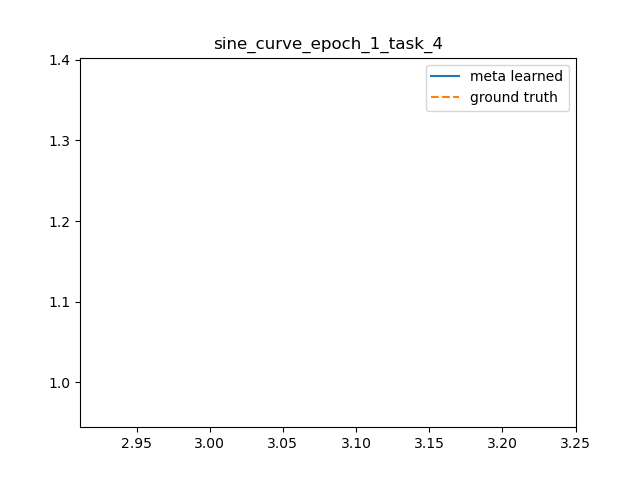 sine_curve_epoch_1_task_4
1.4
meta learned
ground truth
1.3
1.2
1.1
1.0
2.95 3.00 3.05 3.10 3.15 3.20 3.25